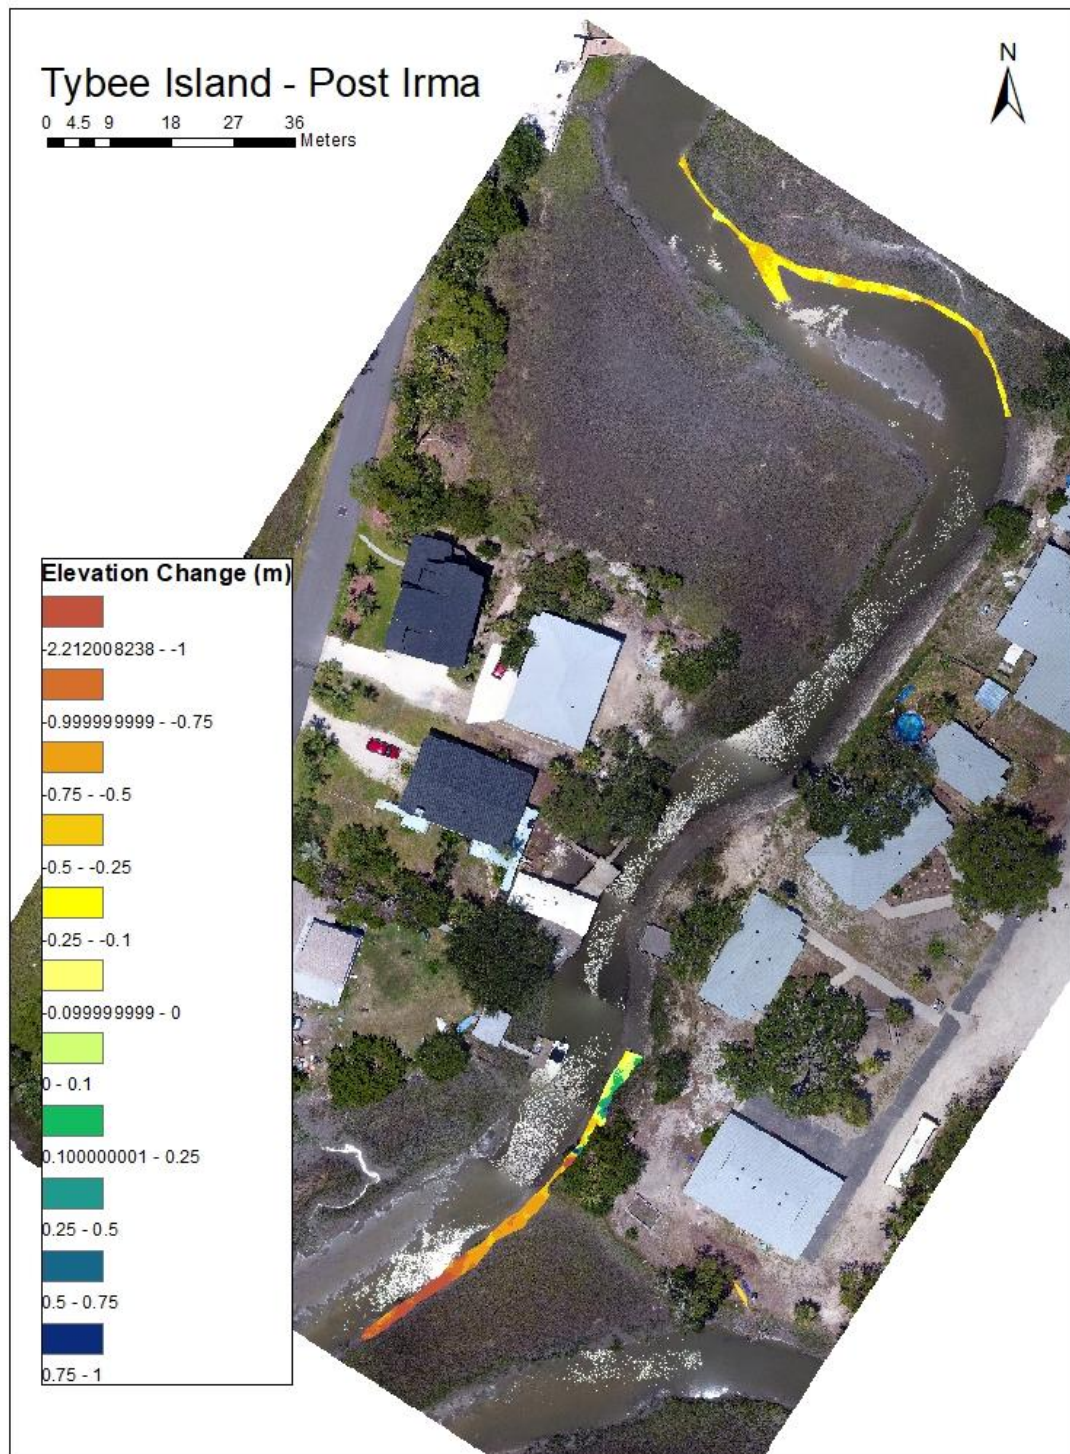 Tybee Island - Post Irma
0 4.5 9 18 27 36
Meters
N
Elevation Change (m)
-2.212008238 - -1
-0.999999999 - -0.75
-0.75 - -0.5
-0.5 - -0.25
-0.25 - -0.1
-0.099999999 - 0
0 - 0.1
0.100000001 - 0.25
0.25 - 0.5
0.5 - 0.75
0.75 - 1